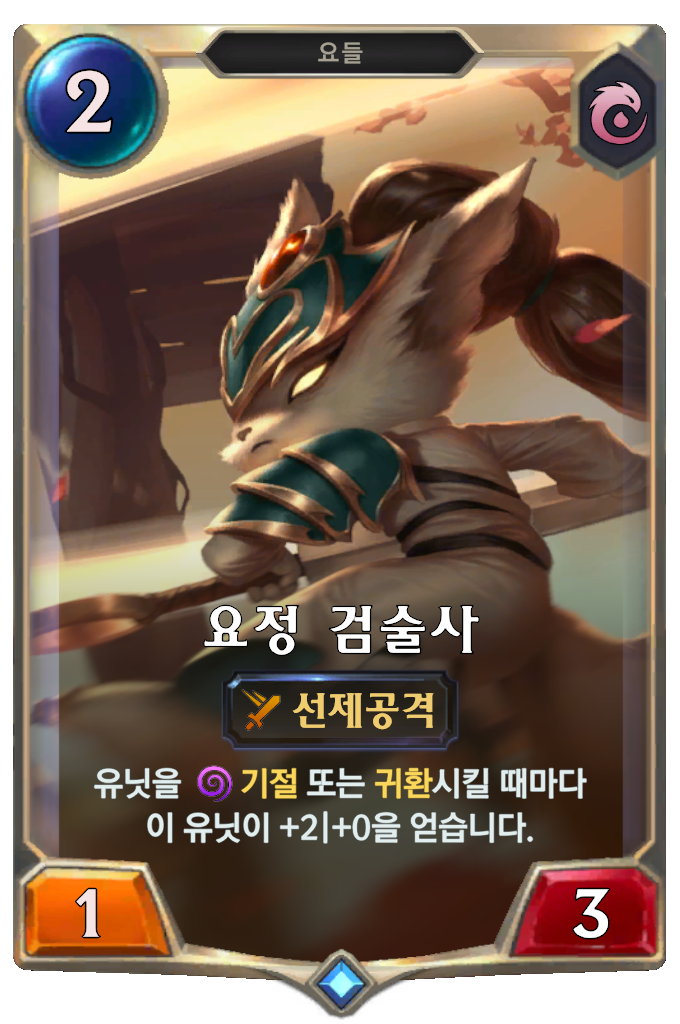 요들
2
요정 검술사
선제공격
유닛을 기절 또는 귀환시킬 때마다
이 유닛이 +2|+0을 얻습니다.
1
3